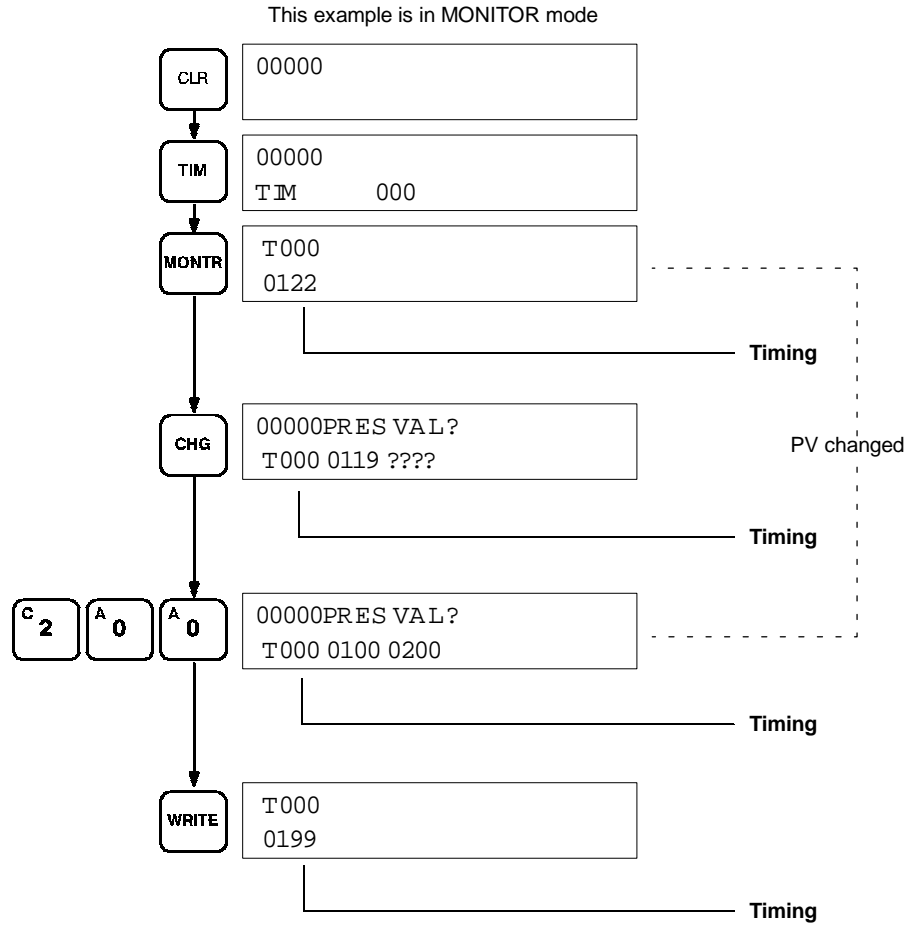 This example is in MONITOR mode
CLR
00000
TIM
00000
TIM 000
MONTR
T000
0122
Timing
CHG
00000PRES VAL?
T000 0119 ????
PV changed
Timing
C 2 A 0 A 0
00000PRES VAL?
T000 0100 0200
Timing
WRITE
T000
0199
Timing